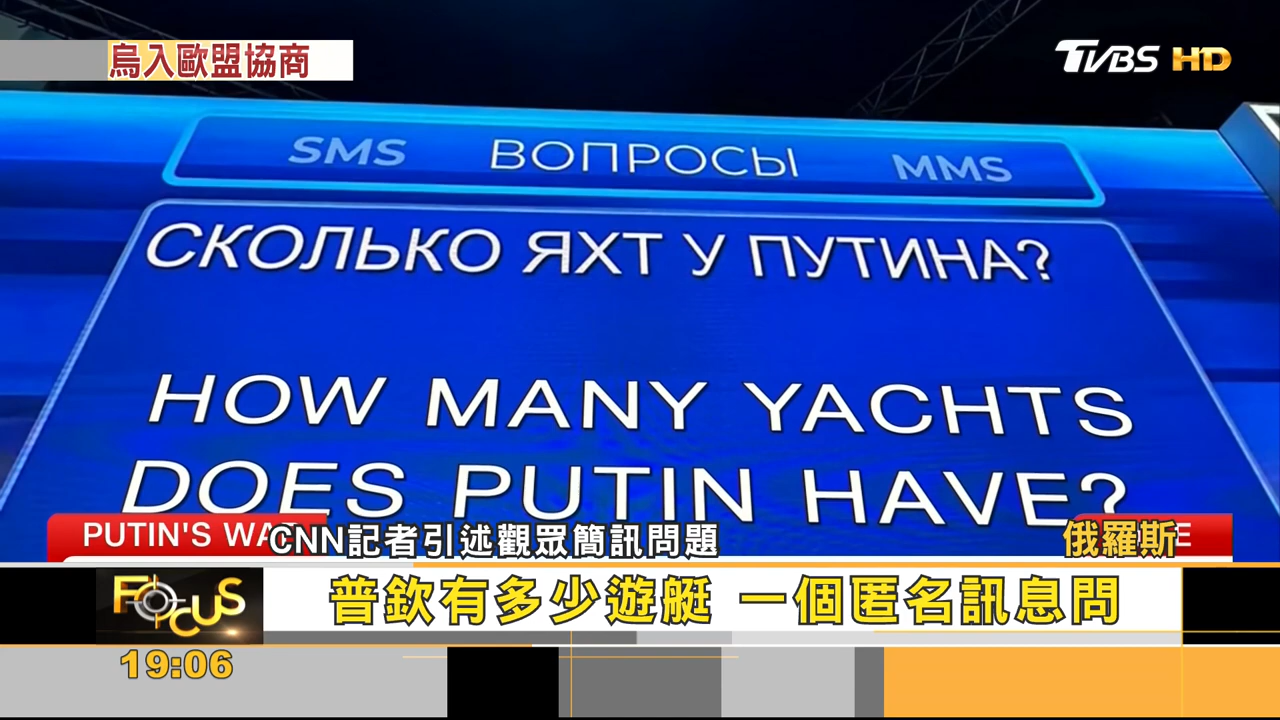 烏入歐盟協商
TVBS HD
SMS ВОПРОСЫ MMS
СКОЛЬКО ЯХТ У ПУТИНА?
HOW MANY YACHTS
DOES PUTIN HAVE?
PUTIN'S WA
CNN記者引述觀眾簡訊問題
俄羅斯
E
FOCUS
普欽有多少遊艇 一個匿名訊息問
19:06